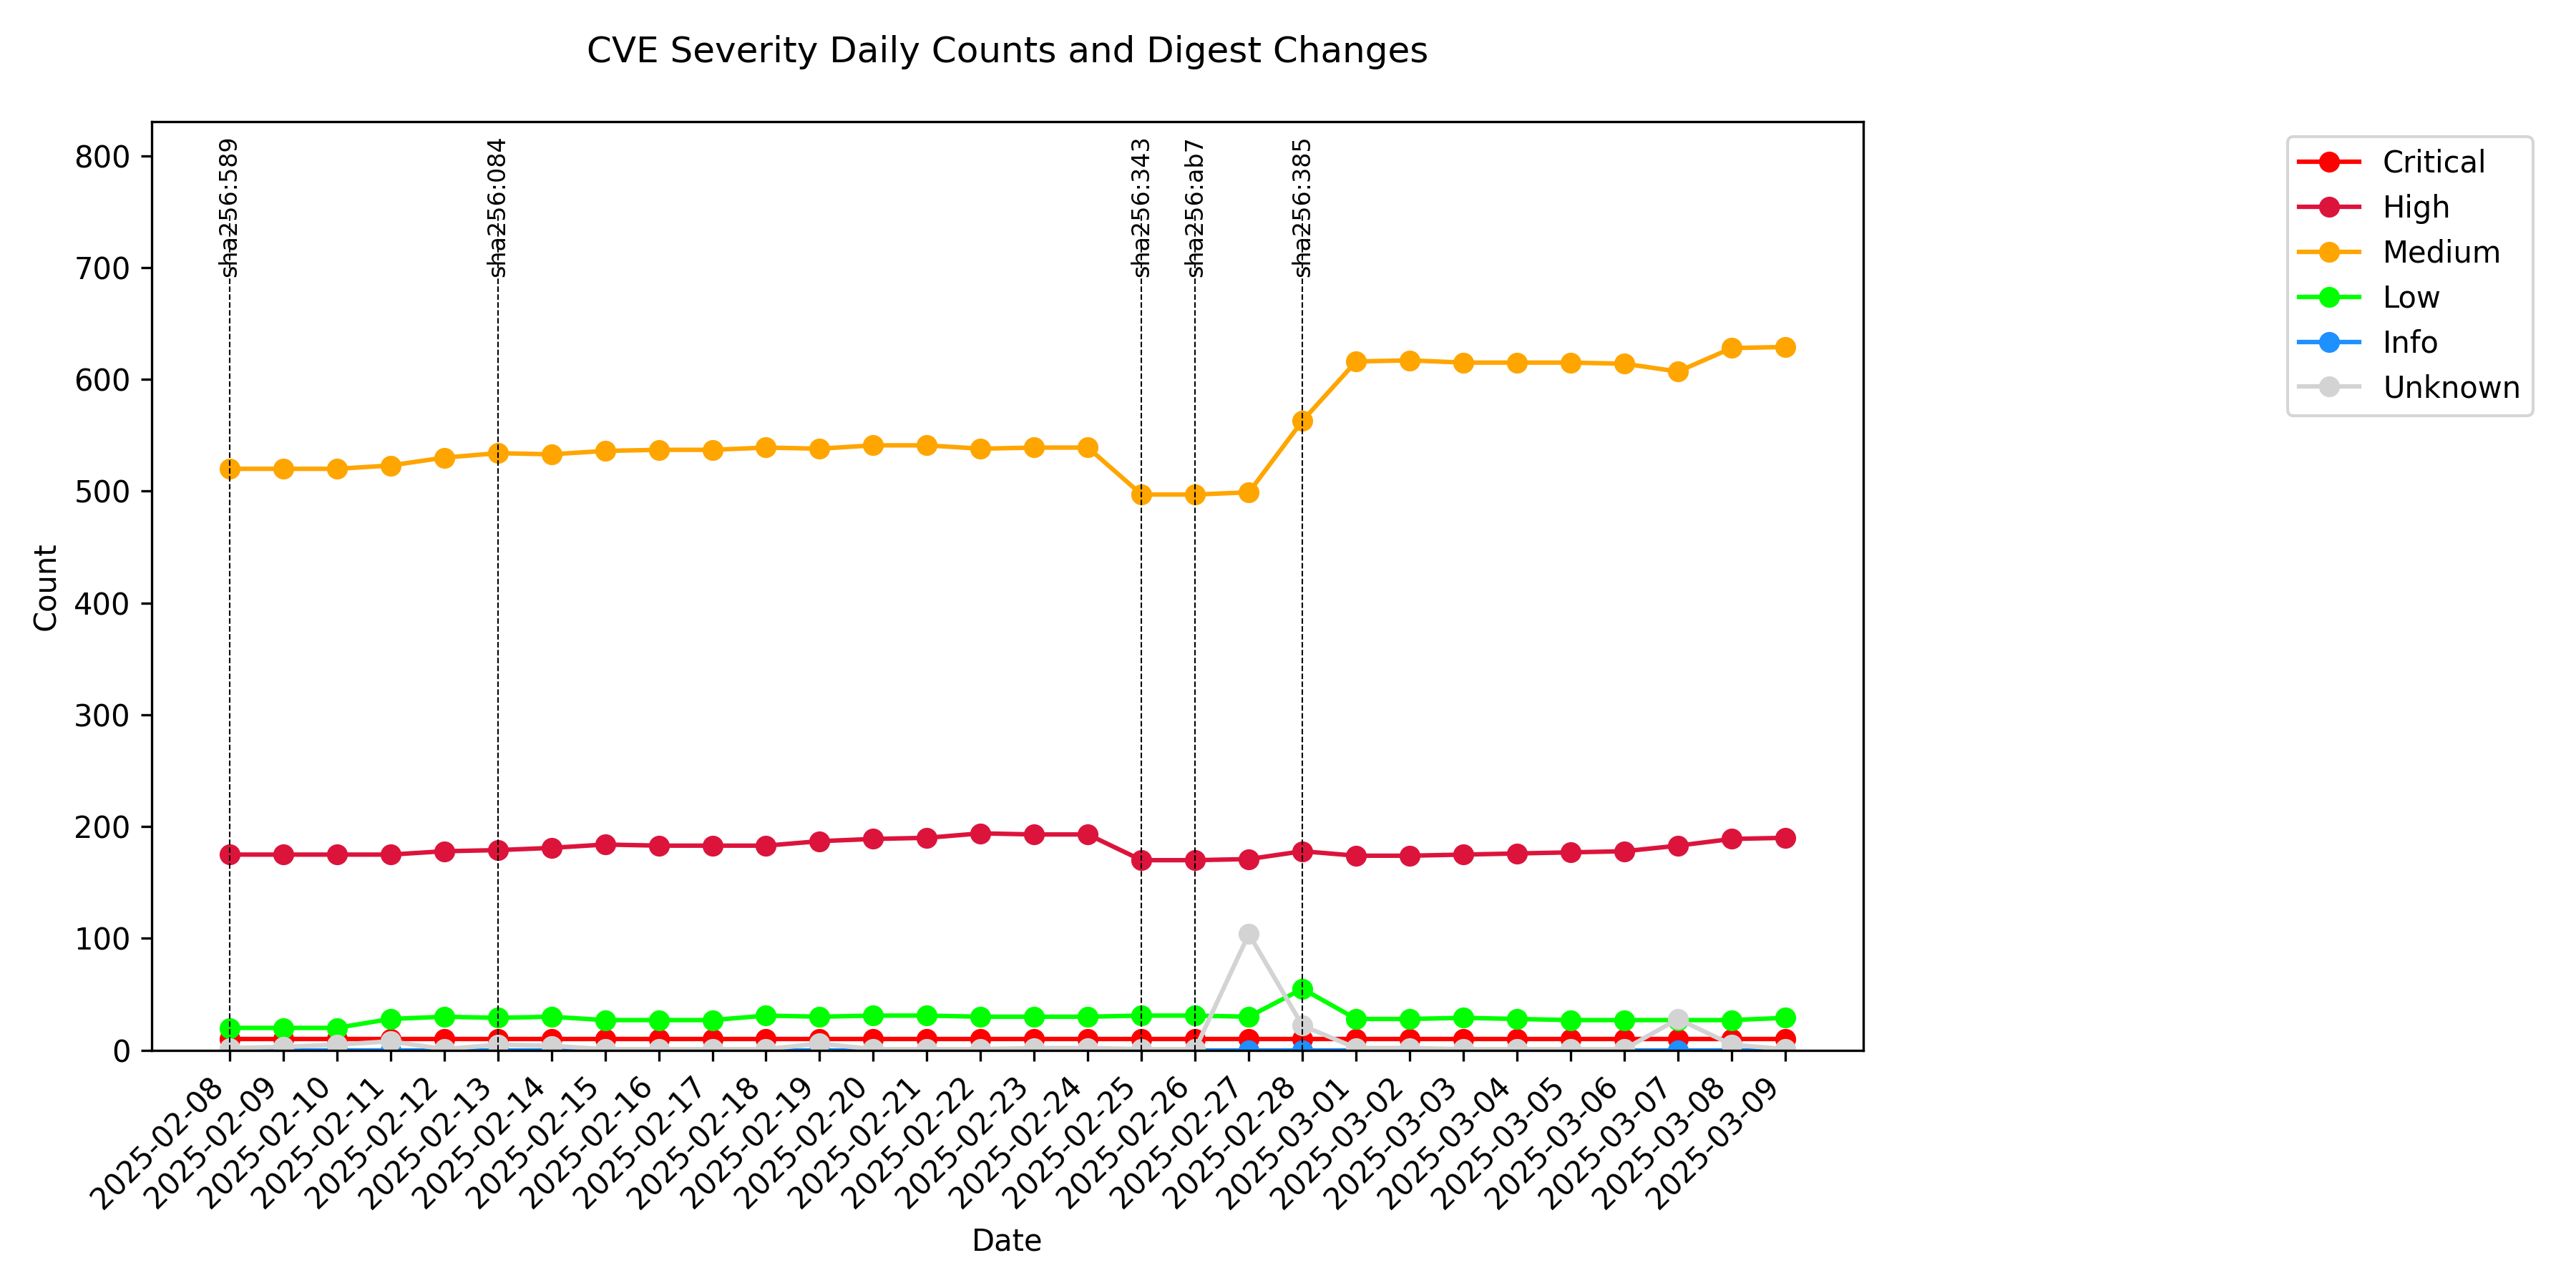 CVE Severity Daily Counts and Digest Changes
sha256:589
sha256:084
sha256:343
sha256:ab7
sha256:385
Critical
High
Medium
Low
Info
Unknown
Count
800
700
600
500
400
300
200
100
0
2025-02-08
2025-02-09
2025-02-10
2025-02-11
2025-02-12
2025-02-13
2025-02-14
2025-02-15
2025-02-16
2025-02-17
2025-02-18
2025-02-19
2025-02-20
2025-02-21
2025-02-22
2025-02-23
2025-02-24
2025-02-25
2025-02-26
2025-02-27
2025-02-28
2025-03-01
2025-03-02
2025-03-03
2025-03-04
2025-03-05
2025-03-06
2025-03-07
2025-03-08
2025-03-09
Date